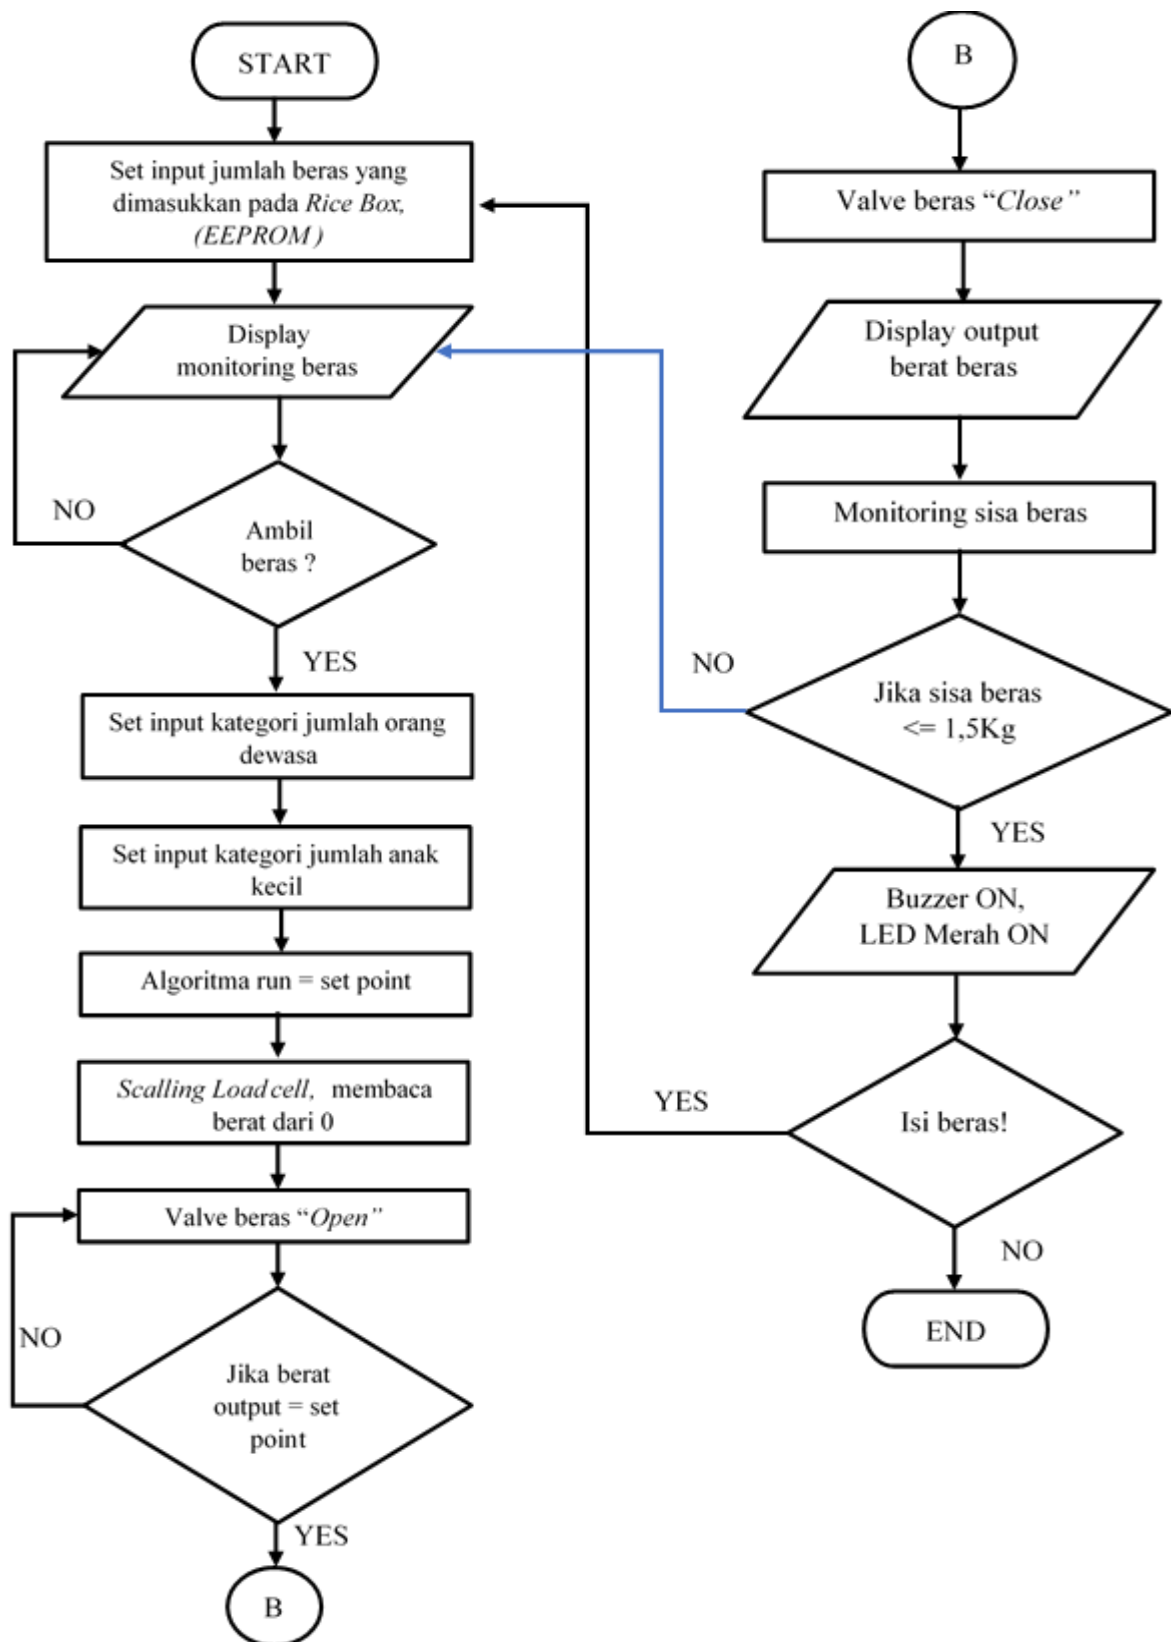 START
Set input jumlah beras yang
dimasukkan pada Rice Box,
(EEPROM )
Display
monitoring beras
NO
Ambil
beras ?
YES
Set input kategori jumlah orang
dewasa
Set input kategori jumlah anak
kecil
Algoritma run = set point
Scalling Load cell, membaca
berat dari 0
Valve beras “Open”
NO
Jika berat
output = set
point
YES
B
B
Valve beras “Close”
Display output
berat beras
Monitoring sisa beras
NO
Jika sisa beras
<= 1,5Kg
YES
Buzzer ON,
LED Merah ON
YES
Isi beras!
NO
END